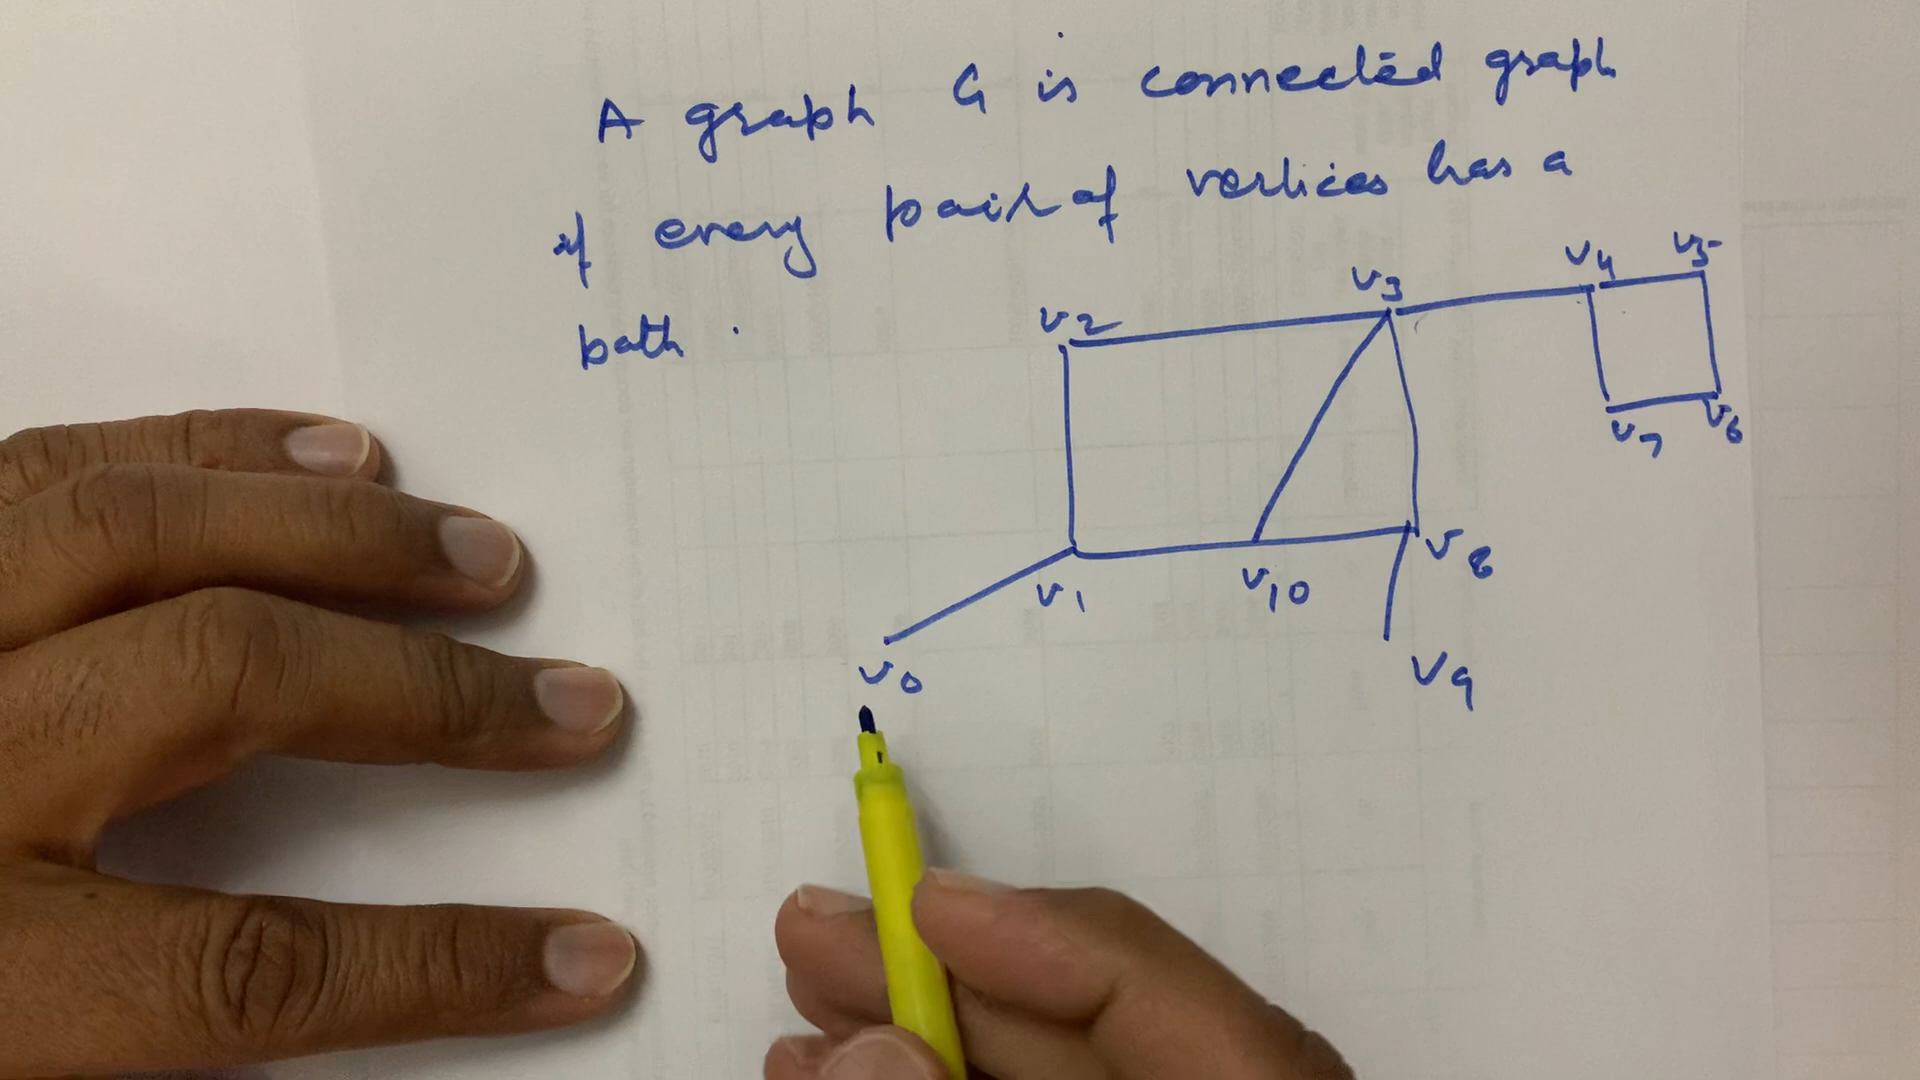 A graph G is connected graph
if every pair of vertices has a
path.
v4 v5
v3
v2
v7 v6
v1 v10 v8
v0 v9